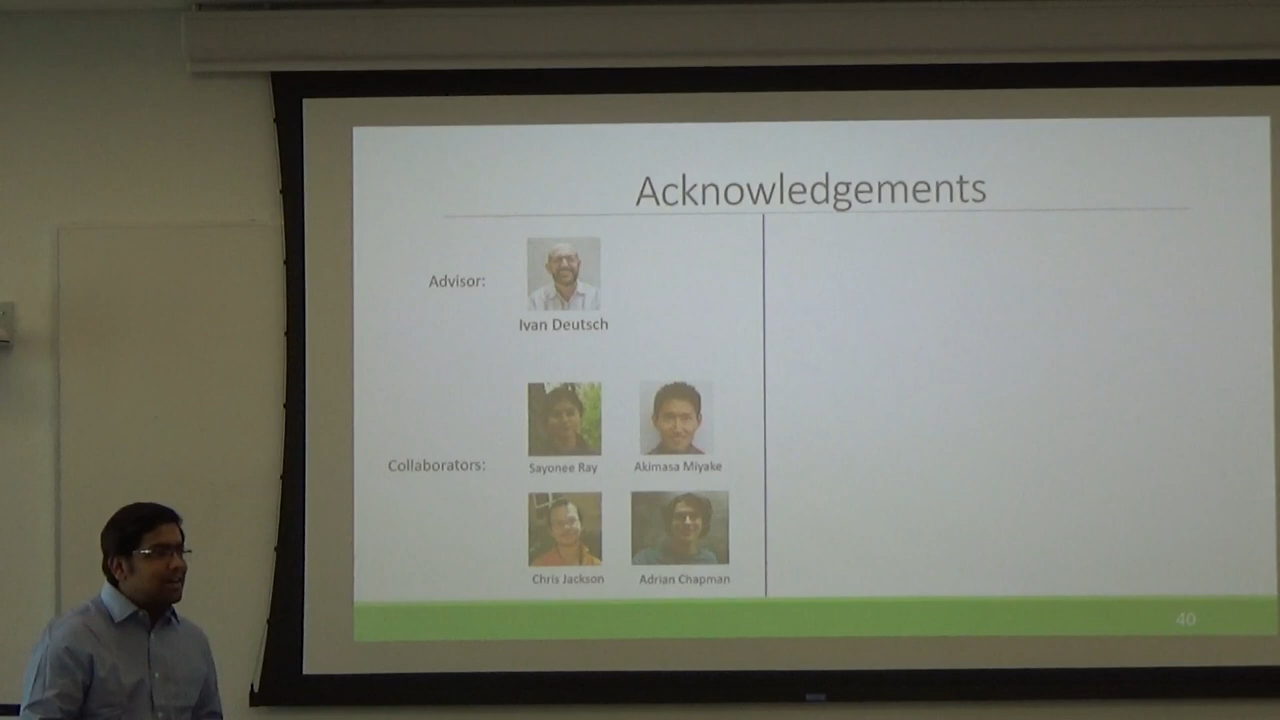 Acknowledgements
Advisor:
Ivan Deutsch
Collaborators:
Sayonee Ray
Akimasa Miyake
Chris Jackson
Adrian Chapman
40